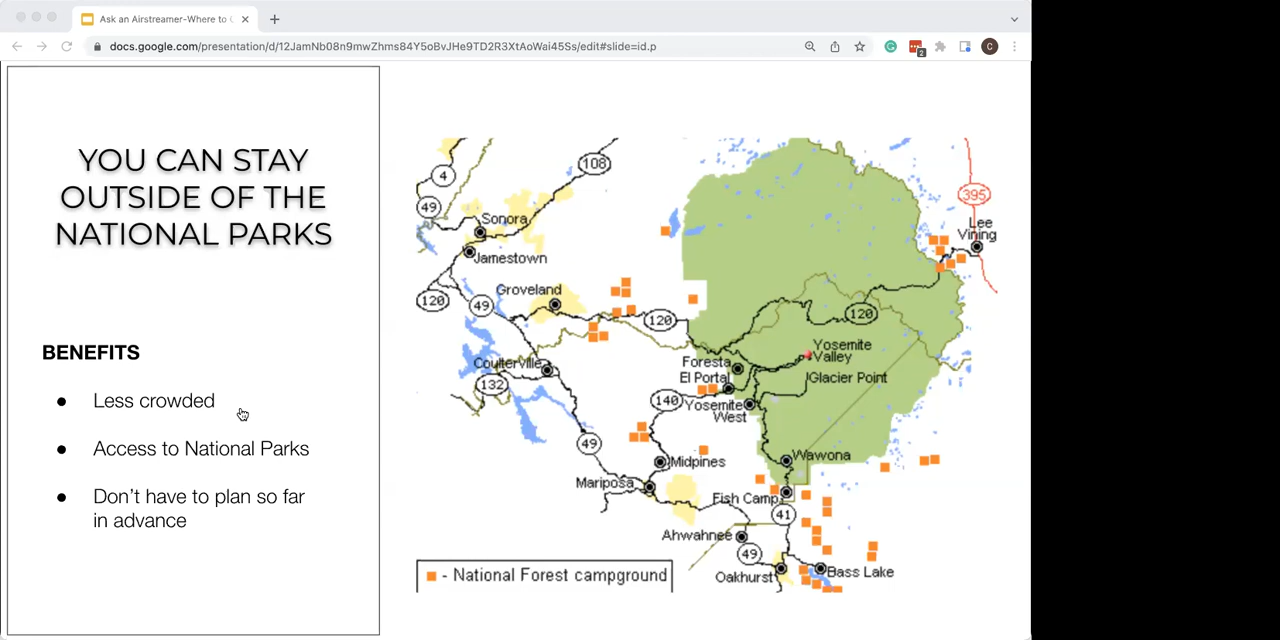 Ask an Airstreamer-Where to
docs.google.com/presentation/d/12JamNb08n9mwZhms84Y5oBvJHe9TD2R3XtAoWai45Ss/edit#slide=id.p
2
C
YOU CAN STAY
OUTSIDE OF THE
NATIONAL PARKS
BENEFITS
● Less crowded
● Access to National Parks
● Don’t have to plan so far
in advance
108
4
49
395
Sonora
Lee
Vining
Jamestown
Groveland
120
49
120
120
Yosemite
Valley
Foresta
Coulterville
El Portal
Glacier Point
132
140
Yosemite
West
49
Wawona
Midpines
Mariposa
Fish Camp
41
Ahwahnee
49
Oakhurst
Bass Lake
- National Forest campground